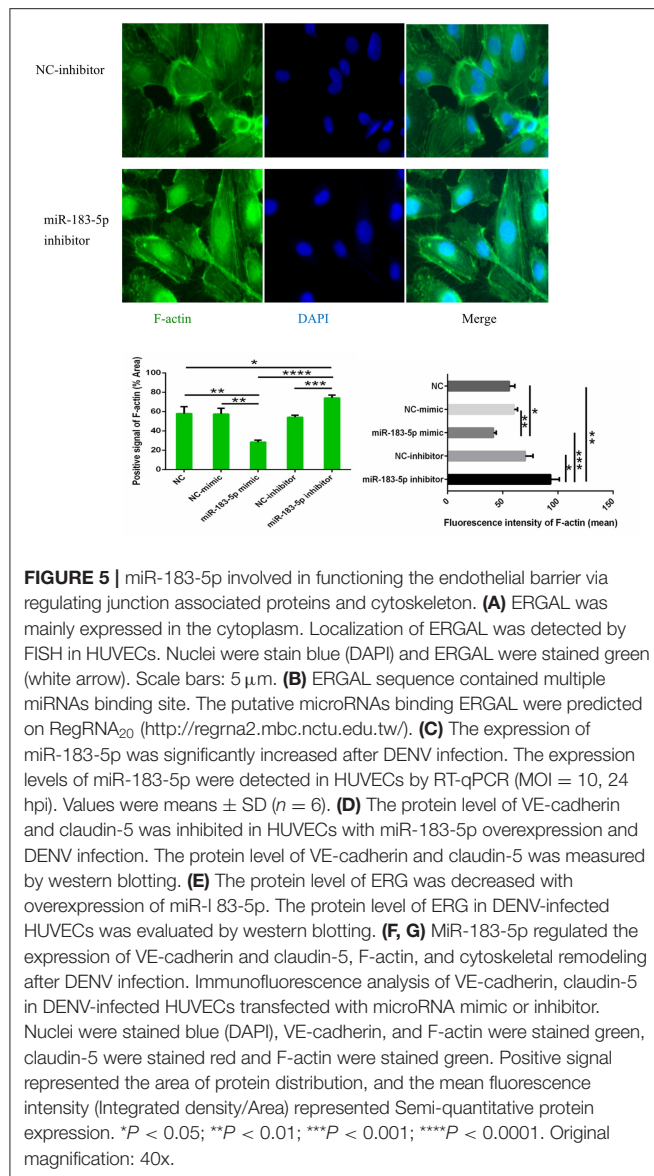 NC-inhibitor
miR-183-5p
inhibitor
F-actin
DAPI
Merge
Positive signal of F-actin (% Area)
100
80
60
40
20
0
*
****
**
***
**
NC
NC-mimic
miR-183-5p mimic
NC-inhibitor
miR-183-5p inhibitor
NC
NC-mimic
miR-183-5p mimic
NC-inhibitor
miR-183-5p inhibitor
*
**
**
***
*
0
50
100
150
Fluorescence intensity of F-actin (mean)
FIGURE 5 | miR-183-5p involved in functioning the endothelial barrier via
regulating junction associated proteins and cytoskeleton. (A) ERGAL was
mainly expressed in the cytoplasm. Localization of ERGAL was detected by
FISH in HUVECs. Nuclei were stain blue (DAPI) and ERGAL were stained green
(white arrow). Scale bars: 5 μm. (B) ERGAL sequence contained multiple
miRNAs binding site. The putative microRNAs binding ERGAL were predicted
on RegRNA20 (http://regrna2.mbc.nctu.edu.tw/). (C) The expression of
miR-183-5p was significantly increased after DENV infection. The expression
levels of miR-183-5p were detected in HUVECs by RT-qPCR (MOI = 10, 24
hpi). Values were means ± SD (n = 6). (D) The protein level of VE-cadherin
and claudin-5 was inhibited in HUVECs with miR-183-5p overexpression and
DENV infection. The protein level of VE-cadherin and claudin-5 was measured
by western blotting. (E) The protein level of ERG was decreased with
overexpression of miR-l 83-5p. The protein level of ERG in DENV-infected
HUVECs was evaluated by western blotting. (F, G) MiR-183-5p regulated the
expression of VE-cadherin and claudin-5, F-actin, and cytoskeletal remodeling
after DENV infection. Immunofluorescence analysis of VE-cadherin, claudin-5
in DENV-infected HUVECs transfected with microRNA mimic or inhibitor.
Nuclei were stained blue (DAPI), VE-cadherin, and F-actin were stained green,
claudin-5 were stained red and F-actin were stained green. Positive signal
represented the area of protein distribution, and the mean fluorescence
intensity (Integrated density/Area) represented Semi-quantitative protein
expression. *P < 0.05; **P < 0.01; ***P < 0.001; ****P < 0.0001. Original
magnification: 40x.